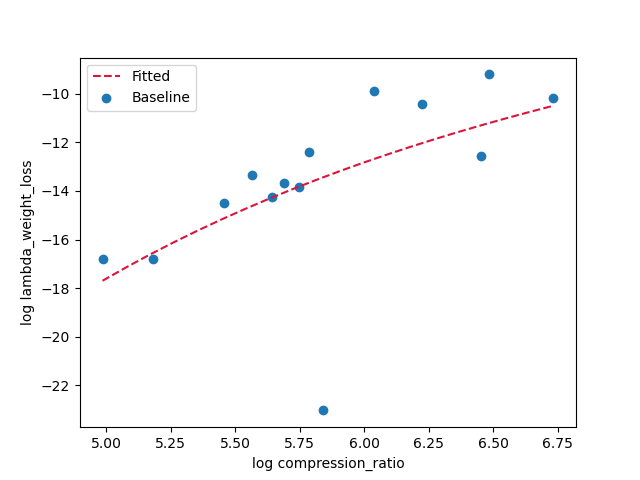 Fitted
Baseline
−10
−12
−14
−16
−18
−20
−22
log lambda_weight_loss
5.00 5.25 5.50 5.75 6.00 6.25 6.50 6.75
log compression_ratio